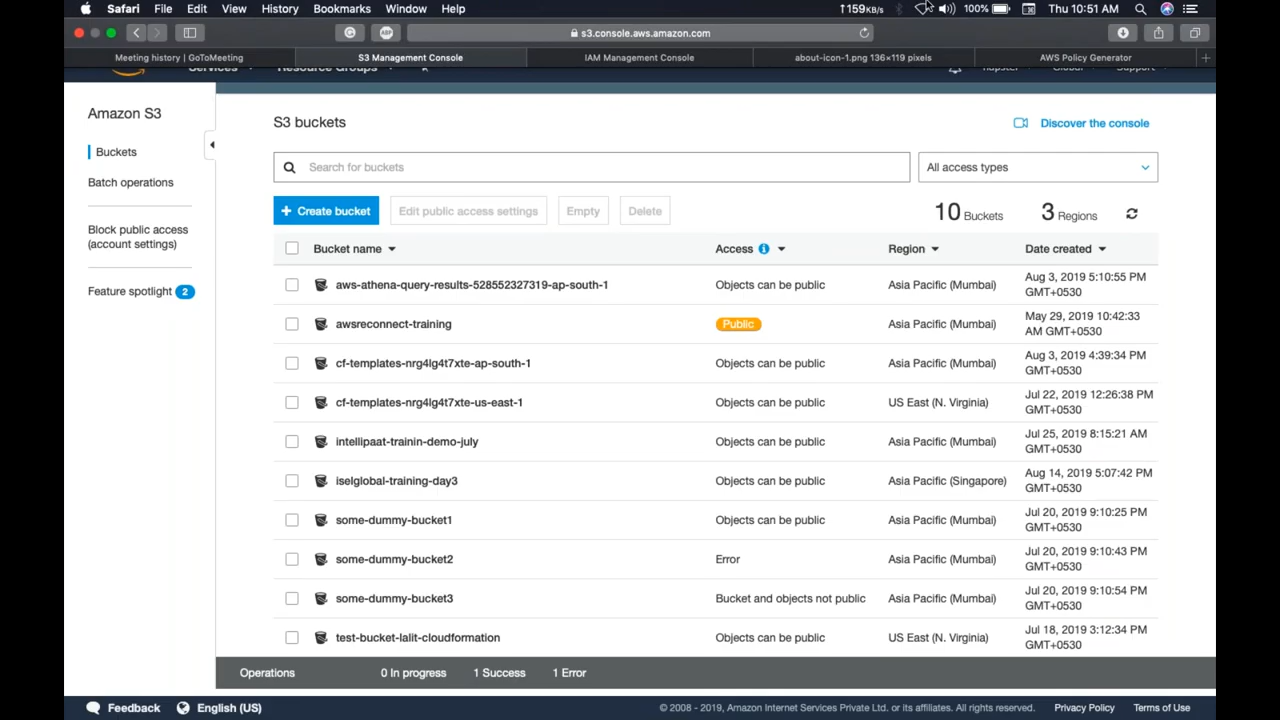 Safari File Edit View History Bookmarks Window Help
↑159KB/s 100% Thu 10:51 AM
s3.console.aws.amazon.com
Meeting history | GoToMeeting
S3 Management Console
IAM Management Console
about-icon-1.png 136×119 pixels
AWS Policy Generator
Services Resource Groups
Global Support
Amazon S3
Buckets
Batch operations
Block public access
(account settings)
Feature spotlight 2
S3 buckets
Discover the console
Search for buckets
All access types
+ Create bucket
Edit public access settings
Empty
Delete
10 Buckets
3 Regions
Bucket name Access Region Date created
aws-athena-query-results-528552327319-ap-south-1 Objects can be public Asia Pacific (Mumbai) Aug 3, 2019 5:10:55 PM
GMT+0530
awsreconnect-training Public Asia Pacific (Mumbai) May 29, 2019 10:42:33
AM GMT+0530
cf-templates-nrg4lg4t7xte-ap-south-1 Objects can be public Asia Pacific (Mumbai) Aug 3, 2019 4:39:34 PM
GMT+0530
cf-templates-nrg4lg4t7xte-us-east-1 Objects can be public US East (N. Virginia) Jul 22, 2019 12:26:38 PM
GMT+0530
intellipaat-trainin-demo-july Objects can be public Asia Pacific (Mumbai) Jul 25, 2019 8:15:21 AM
GMT+0530
iselglobal-training-day3 Objects can be public Asia Pacific (Singapore) Aug 14, 2019 5:07:42 PM
GMT+0530
some-dummy-bucket1 Objects can be public Asia Pacific (Mumbai) Jul 20, 2019 9:10:25 PM
GMT+0530
some-dummy-bucket2 Error Asia Pacific (Mumbai) Jul 20, 2019 9:10:43 PM
GMT+0530
some-dummy-bucket3 Bucket and objects not public Asia Pacific (Mumbai) Jul 20, 2019 9:10:54 PM
GMT+0530
test-bucket-lalit-cloudformation Objects can be public US East (N. Virginia) Jul 18, 2019 3:12:34 PM
GMT+0530
Operations 0 In progress 1 Success 1 Error
Feedback English (US)
© 2008 - 2019, Amazon Internet Services Private Ltd. or its affiliates. All rights reserved. Privacy Policy Terms of Use